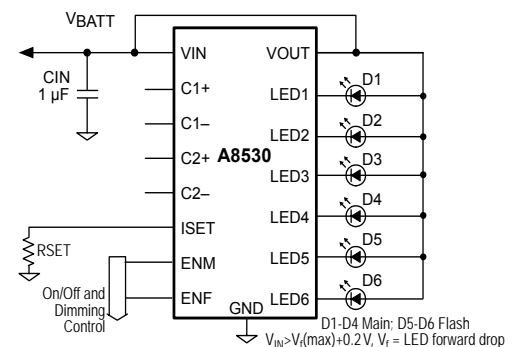 VBATT
VIN VOUT
CIN
1 µF
C1+ LED1 D1
C1– LED2 D2
C2+ A8530 LED3 D3
C2– LED4 D4
ISET
RSET
ENM LED5 D5
On/Off and
Dimming
Control
ENF GND LED6 D6
D1-D4 Main; D5-D6 Flash
VIN>Vf(max)+0.2V, Vf = LED forward drop